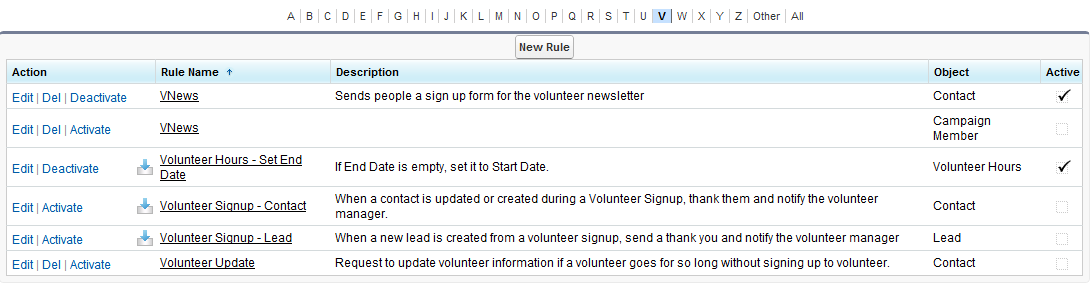 A | B | C | D | E | F | G | H | I | J | K | L | M | N | O | P | Q | R | S | T | U | V | W | X | Y | Z | Other | All
New Rule
Action Rule Name ↑ Description Object Active
Edit | Del | Deactivate VNews Sends people a sign up form for the volunteer newsletter Contact ✓
Edit | Del | Activate VNews Campaign
Member
Edit | Deactivate Volunteer Hours - Set End
Date If End Date is empty, set it to Start Date. Volunteer Hours ✓
Edit | Activate Volunteer Signup - Contact When a contact is updated or created during a Volunteer Signup, thank them and notify the volunteer
manager. Contact
Edit | Activate Volunteer Signup - Lead When a new lead is created from a volunteer signup, send a thank you and notify the volunteer manager Lead
Edit | Del | Activate Volunteer Update Request to update volunteer information if a volunteer goes for so long without signing up to volunteer. Contact